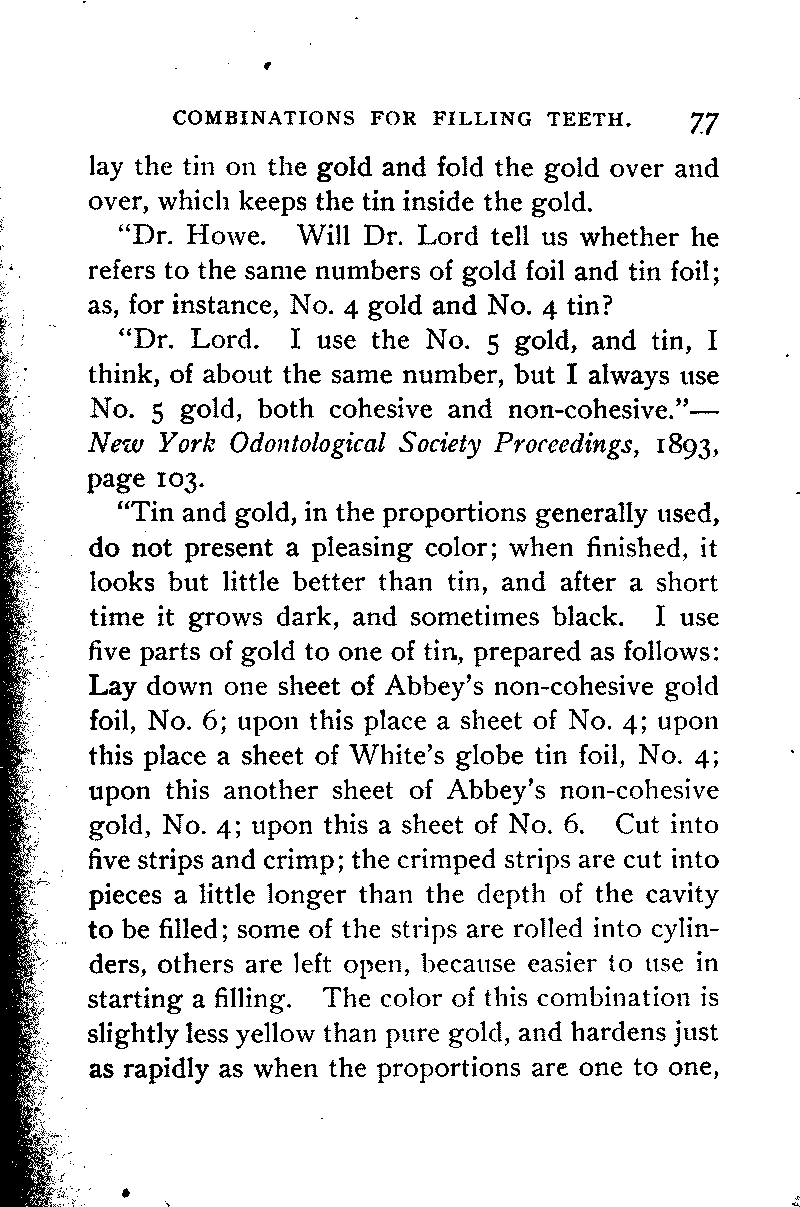 COMBINATIONS FOR FILLING TEETH. 77
lay the tin on the gold and fold the gold over and
over, which keeps the tin inside the gold.
“Dr. Howe. Will Dr. Lord tell us whether he
refers to the same numbers of gold foil and tin foil;
as, for instance, No. 4 gold and No. 4 tin?
“Dr. Lord. I use the No. 5 gold, and tin, I
think, of about the same number, but I always use
No. 5 gold, both cohesive and non-cohesive.”—
New York Odontological Society Proceedings, 1893,
page 103.
“Tin and gold, in the proportions generally used,
do not present a pleasing color; when finished, it
looks but little better than tin, and after a short
time it grows dark, and sometimes black. I use
five parts of gold to one of tin, prepared as follows:
Lay down one sheet of Abbey’s non-cohesive gold
foil, No. 6; upon this place a sheet of No. 4; upon
this place a sheet of White’s globe tin foil, No. 4;
upon this another sheet of Abbey’s non-cohesive
gold, No. 4; upon this a sheet of No. 6. Cut into
five strips and crimp; the crimped strips are cut into
pieces a little longer than the depth of the cavity
to be filled; some of the strips are rolled into cylin-
ders, others are left open, because easier to use in
starting a filling. The color of this combination is
slightly less yellow than pure gold, and hardens just
as rapidly as when the proportions are one to one,